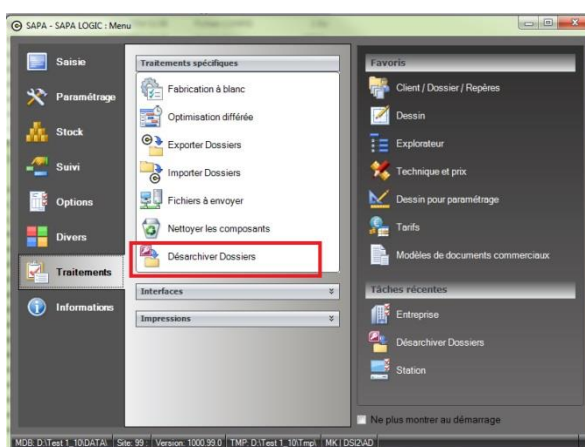 SAPA - SAPA LOGIC : Menu
Saisie
Paramétrage
Stock
Suivi
Options
Divers
Traitements
Informations
Traitements spécifiques
Fabrication à blanc
Optimisation différée
Exporter Dossiers
Importer Dossiers
Fichiers à envoyer
Nettoyer les composants
Désarchiver Dossiers
Interfaces
Impressions
Favoris
Client / Dossier / Repères
Dessin
Explorateur
Technique et prix
Dessin pour paramétrage
Tarifs
Modèles de documents commerciaux
Tâches récentes
Entreprise
Désarchiver Dossiers
Station
Ne plus montrer au démarrage
MDB: D:\Test 1_10\DATA\ Site: 99 : Version: 1000.99.0 TMP: D:\Test 1_10\Tmp\ MK | DSI2\AD